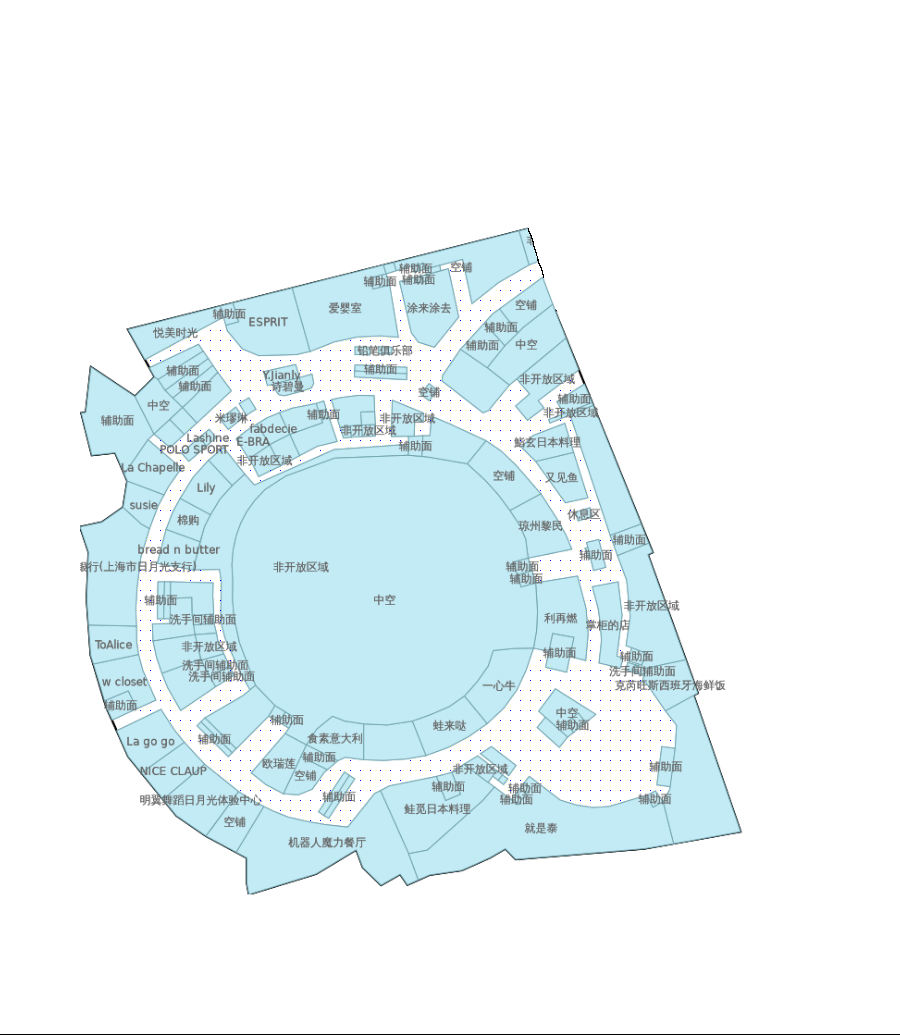 辅助面
空铺
辅助面
辅助面
爱婴室
涂来涂去
空铺
辅助面
ESPRIT
悦美时光
辅助面
中空
辅助面
铅笔俱乐部
辅助面
辅助面
Y.Jianly
诗碧曼
辅助面
空铺
非开放区域
辅助面
非开放区域
中空
辅助面
米璆琳
辅助面
非开放区域
非开放区域
fabdecie
E-BRA
Lashine
POLO SPORT
辅助面
鮨玄日本料理
La Chapelle
非开放区域
空铺
又见鱼
Lily
susie
棉购
休息区
琼州黎民
辅助面
bread n butter
辅助面
银行(上海市日月光支行)
非开放区域
辅助面
辅助面
中空
辅助面
非开放区域
洗手间辅助面
利再燃
掌柜的店
ToAlice
非开放区域
辅助面
辅助面
洗手间辅助面
洗手间辅助面
洗手间辅助面
w closet
一心牛
克芮旺斯西班牙海鲜饭
辅助面
中空
辅助面
蛙来哒
辅助面
食素意大利
辅助面
La go go
辅助面
欧瑞莲
空铺
非开放区域
辅助面
NICE CLAUP
辅助面
辅助面
辅助面
辅助面
明翼舞蹈日月光体验中心
辅助面
蛙觅日本料理
空铺
就是泰
机器人魔力餐厅